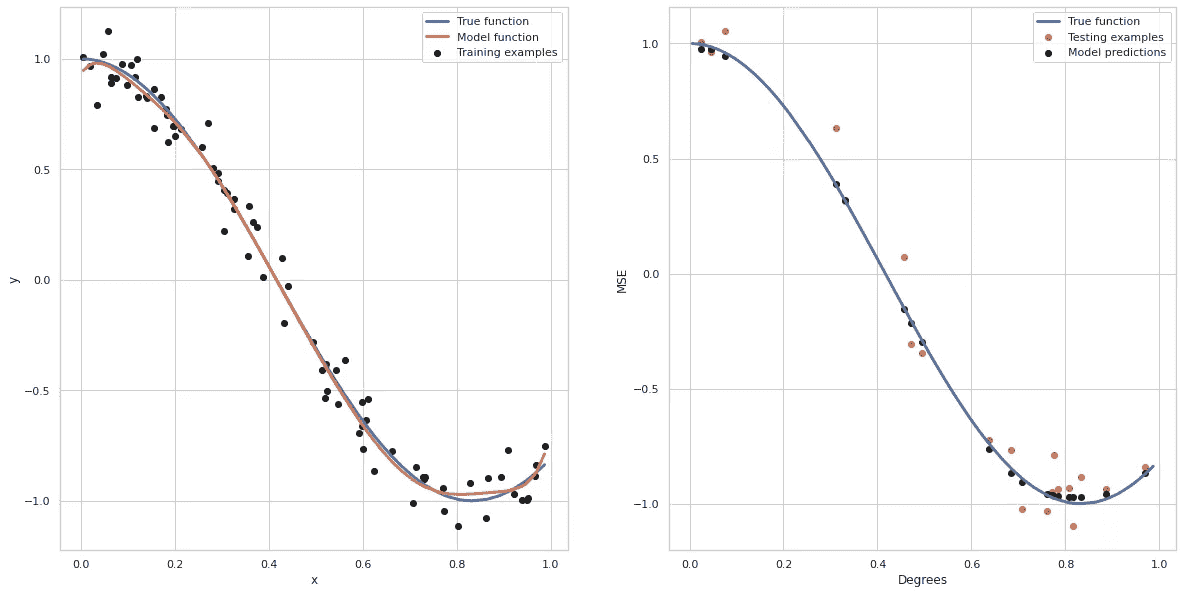 True function
Model function
Training examples
1.0
0.5
0.0
−0.5
−1.0
y
0.0
0.2
0.4
0.6
0.8
1.0
x
True function
Testing examples
Model predictions
1.0
0.5
0.0
−0.5
−1.0
MSE
0.0
0.2
0.4
0.6
0.8
1.0
Degrees